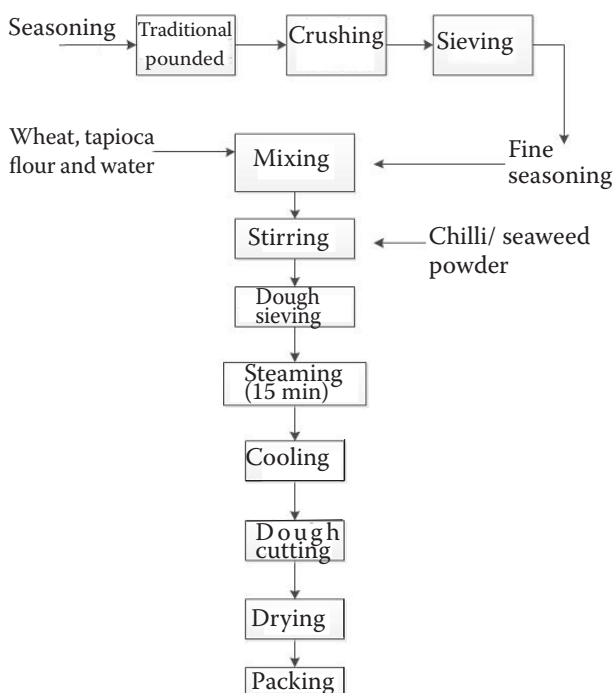 Seasoning
Traditional
pounded
Crushing
Sieving
Wheat, tapioca
flour and water
Mixing
Fine
seasoning
Stirring
Chilli/ seaweed
powder
Dough
sieving
Steaming
(15 min)
Cooling
Dough
cutting
Drying
Packing